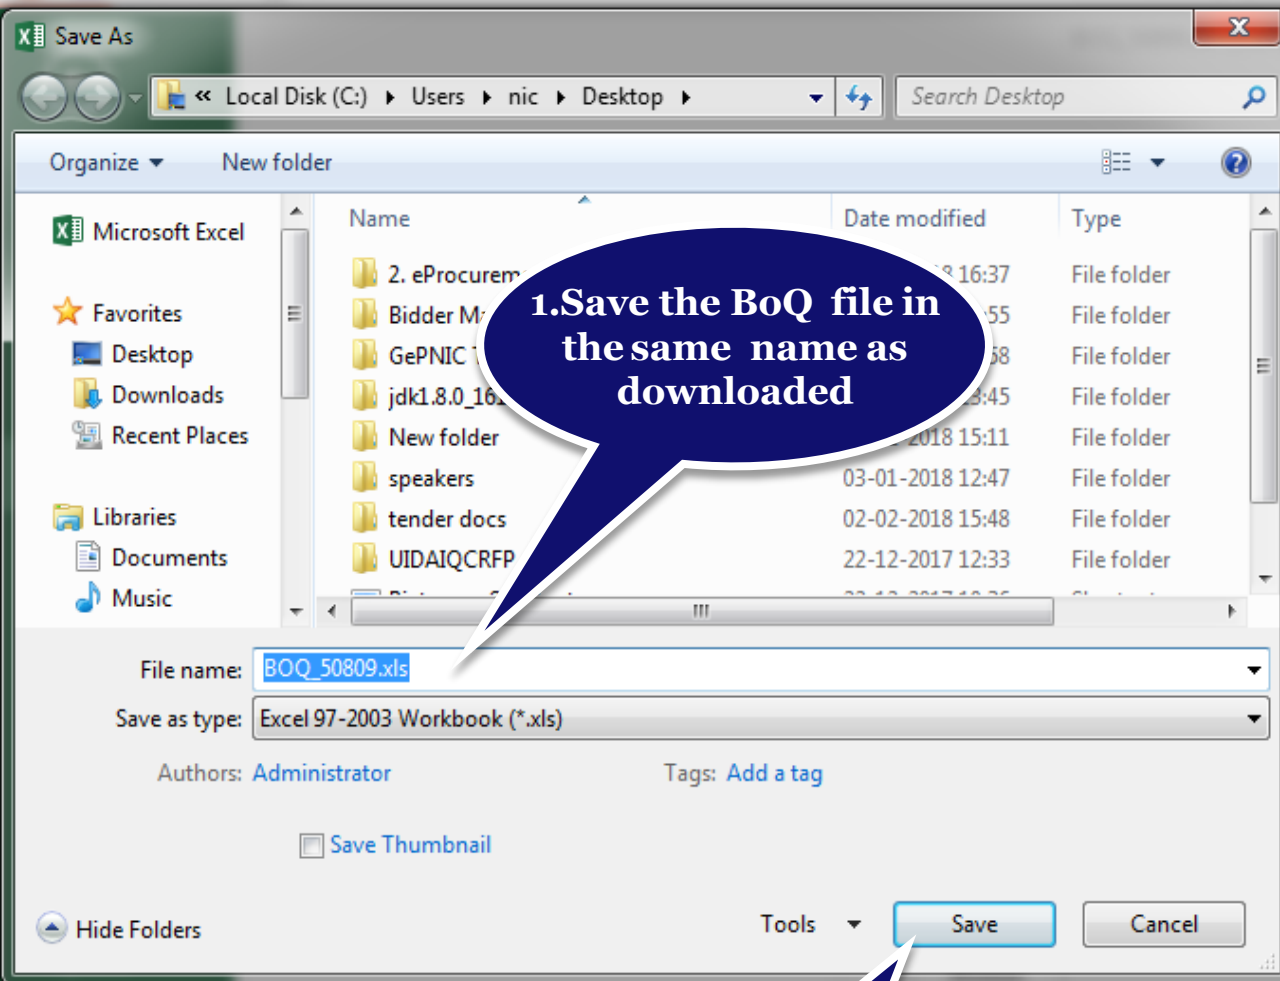 Save As
x
« Local Disk (C:) ▸ Users ▸ nic ▸ Desktop ▸
Search Desktop
Organize New folder
Microsoft Excel
Favorites
Desktop
Downloads
Recent Places
Libraries
Documents
Music
Name Date modified Type
2. eProcurem 16:37 File folder
Bidder :55 File folder
GePNIC File folder
jdk1.8.0_16 :45 File folder
New folder 2018 15:11 File folder
speakers 03-01-2018 12:47 File folder
tender docs 02-02-2018 15:48 File folder
UIDAIQCRFP 22-12-2017 12:33 File folder
1.Save the BoQ file in
the same name as
downloaded
File name: BOQ_50809.xls
Save as type: Excel 97-2003 Workbook (*.xls)
Authors: Administrator Tags: Add a tag
Save Thumbnail
Hide Folders Tools Save Cancel